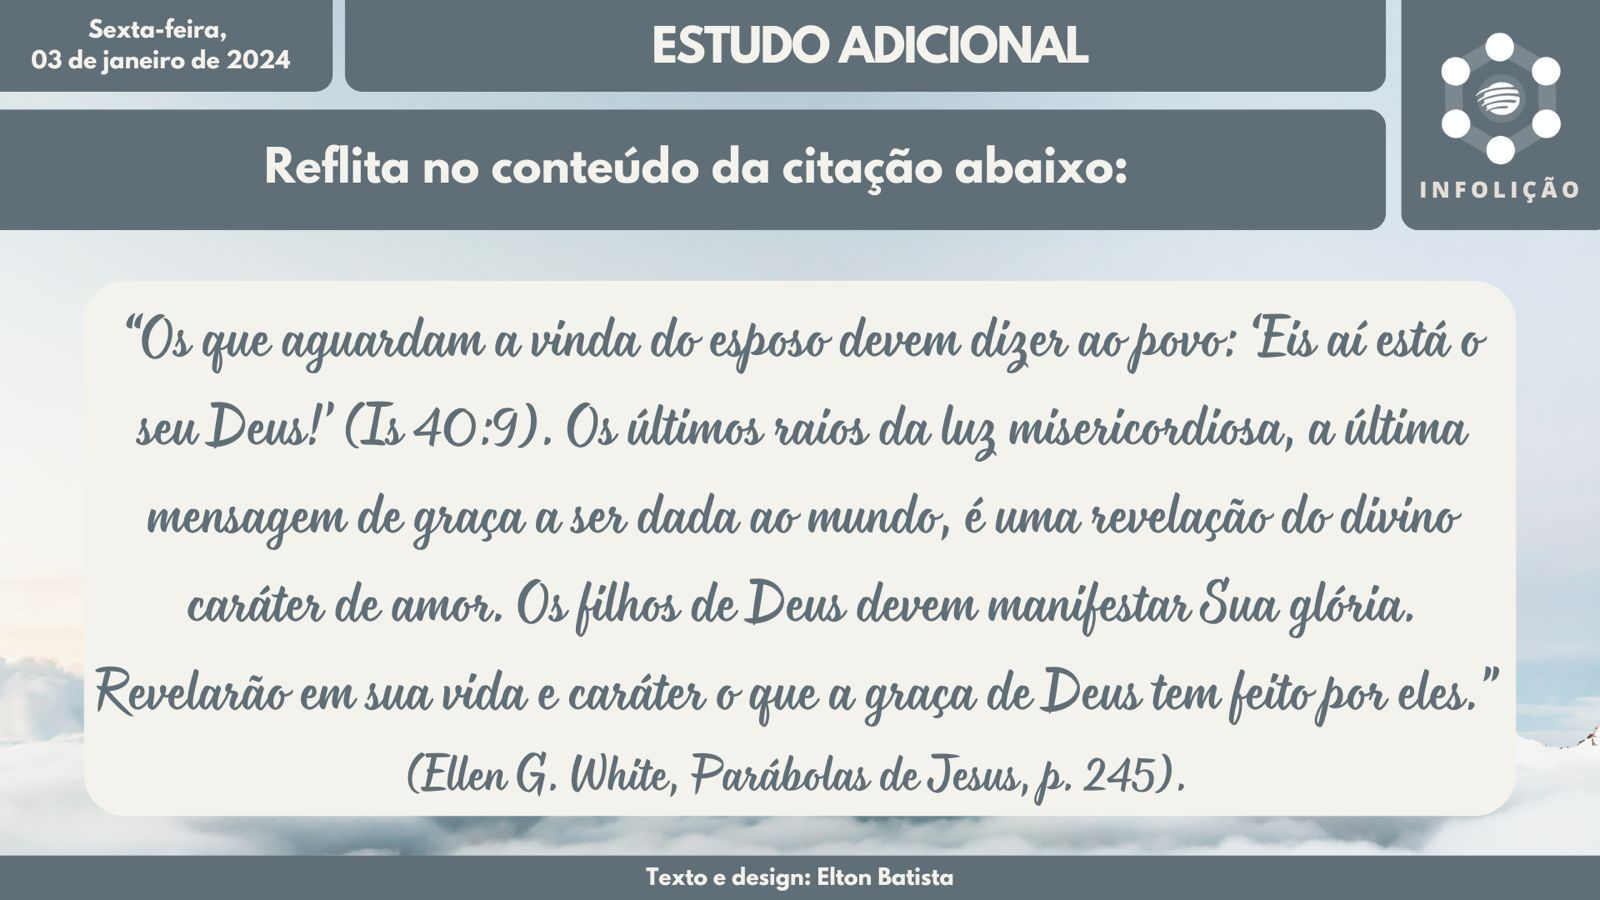 Sexta-feira,
03 de janeiro de 2024
ESTUDO ADICIONAL
INFOLIÇÃO
Reflita no conteúdo da citação abaixo:
“Os que aguardam a vinda do esposo devem dizer ao povo: ‘Eis aí está o
seu Deus!’ (Is 40:9). Os últimos raios da luz misericordiosa, a última
mensagem de graça a ser dada ao mundo, é uma revelação do divino
caráter de amor. Os filhos de Deus devem manifestar Sua glória.
Revelarão em sua vida e caráter o que a graça de Deus tem feito por eles.”
(Ellen G. White, Parábolas de Jesus, p. 245).
Texto e design: Elton Batista